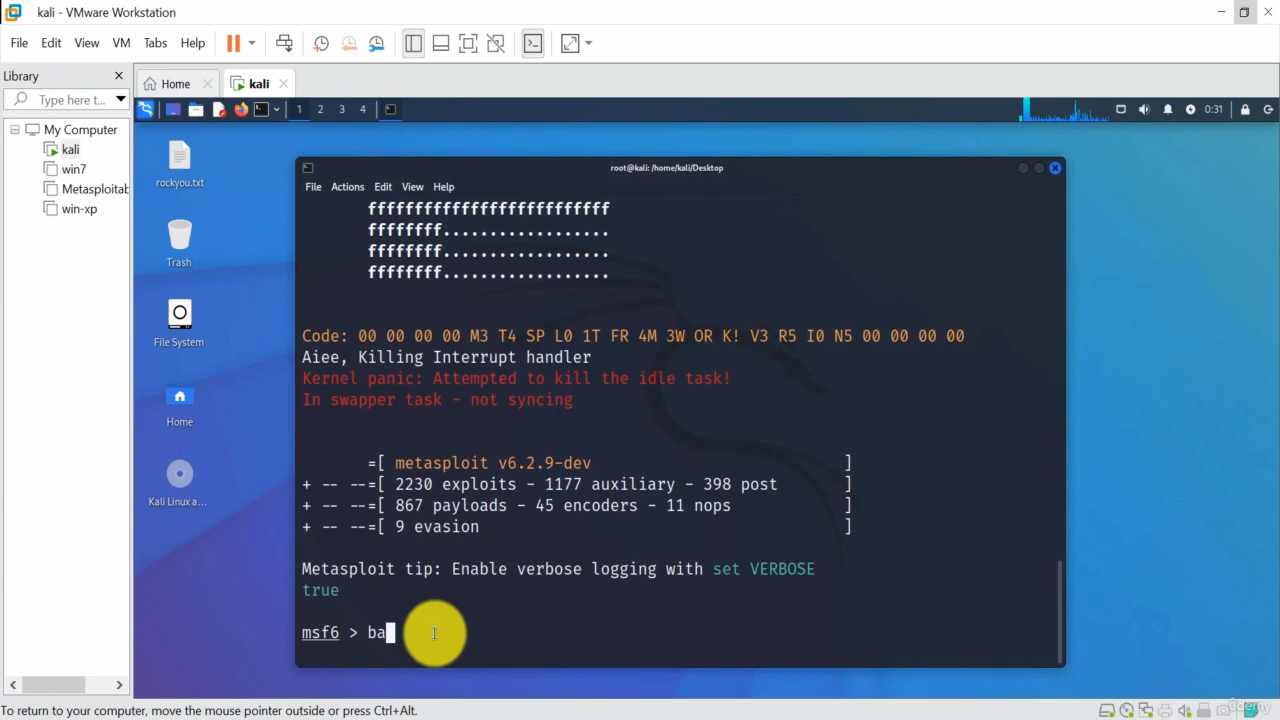 kali - VMware Workstation
File Edit View VM Tabs Help
Library
Type here t...
Home
kali
My Computer
kali
win7
Metasploitab
win-xp
1 2 3 4
0:31
rockyou.txt
Trash
File System
Home
Kali Linux a...
root@kali: /home/kali/Desktop
File Actions Edit View Help
ffffffffffffffffffffffffff
ffffffff..................
ffffffff..................
ffffffff..................
Code: 00 00 00 00 M3 T4 SP L0 1T FR 4M 3W OR K! V3 R5 I0 N5 00 00 00 00
Aiee, Killing Interrupt handler
Kernel panic: Attempted to kill the idle task!
In swapper task - not syncing
=[ metasploit v6.2.9-dev ]
+ -- --=[ 2230 exploits - 1177 auxiliary - 398 post ]
+ -- --=[ 867 payloads - 45 encoders - 11 nops ]
+ -- --=[ 9 evasion ]
Metasploit tip: Enable verbose logging with set VERBOSE
true
msf6 > ba
To return to your computer, move the mouse pointer outside or press Ctrl+Alt.
ûdemy